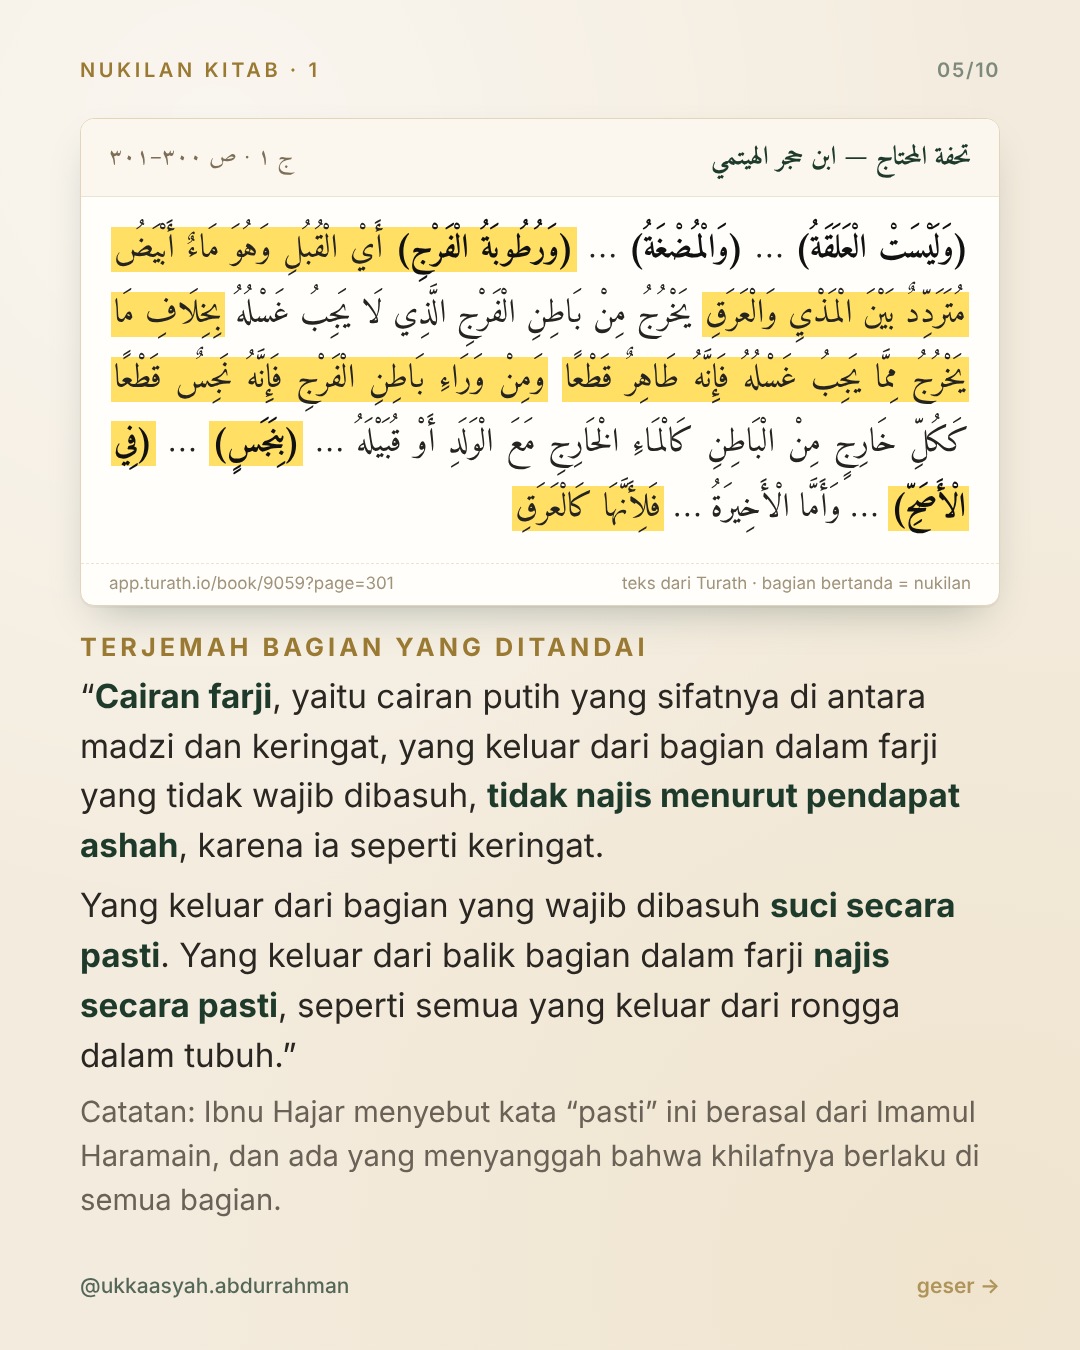 NUKILAN KITAB · 1
05/10
تحفة المحتاج — ابن حجر الهيتمي
ج ١ · ص ٣٠٠–٣٠١
(وَلَيْسَتْ الْعَلَقَةُ) ... (وَالْمُضْغَةُ) ... (وَرُطُوبَةُ الْفَرْجِ) أَيْ الْقُبُلِ وَهُوَ مَاءٌ أَبْيَضُ
مُتَرَدِّدٌ بَيْنَ الْمَذْيِ وَالْعَرَقِ يَخْرُجُ مِنْ بَاطِنِ الْفَرْجِ الَّذِي لَا يَجِبُ غَسْلُهُ بِخِلَافِ مَا
يَخْرُجُ مِمَّا يَجِبُ غَسْلُهُ فَإِنَّهُ طَاهِرٌ قَطْعًا وَمِنْ وَرَاءِ بَاطِنِ الْفَرْجِ فَإِنَّهُ نَجِسٌ قَطْعًا
كَكُلِّ خَارِجٍ مِنْ الْبَاطِنِ كَالْمَاءِ الْخَارِجِ مَعَ الْوَلَدِ أَوْ قُبَيْلَهُ ... (بِنَجَسٍ) ... (فِي
الْأَصَحِّ) ... وَأَمَّا الْأَخِيرَةُ ... فَلِأَنَّهَا كَالْعَرَقِ
app.turath.io/book/9059?page=301
teks dari Turath · bagian bertanda = nukilan
TERJEMAH BAGIAN YANG DITANDAI
“Cairan farji, yaitu cairan putih yang sifatnya di antara
madzi dan keringat, yang keluar dari bagian dalam farji
yang tidak wajib dibasuh, tidak najis menurut pendapat
ashah, karena ia seperti keringat.
Yang keluar dari bagian yang wajib dibasuh suci secara
pasti. Yang keluar dari balik bagian dalam farji najis
secara pasti, seperti semua yang keluar dari rongga
dalam tubuh.”
Catatan: Ibnu Hajar menyebut kata “pasti” ini berasal dari Imamul
Haramain, dan ada yang menyanggah bahwa khilafnya berlaku di
semua bagian.
@ukkaasyah.abdurrahman
geser →